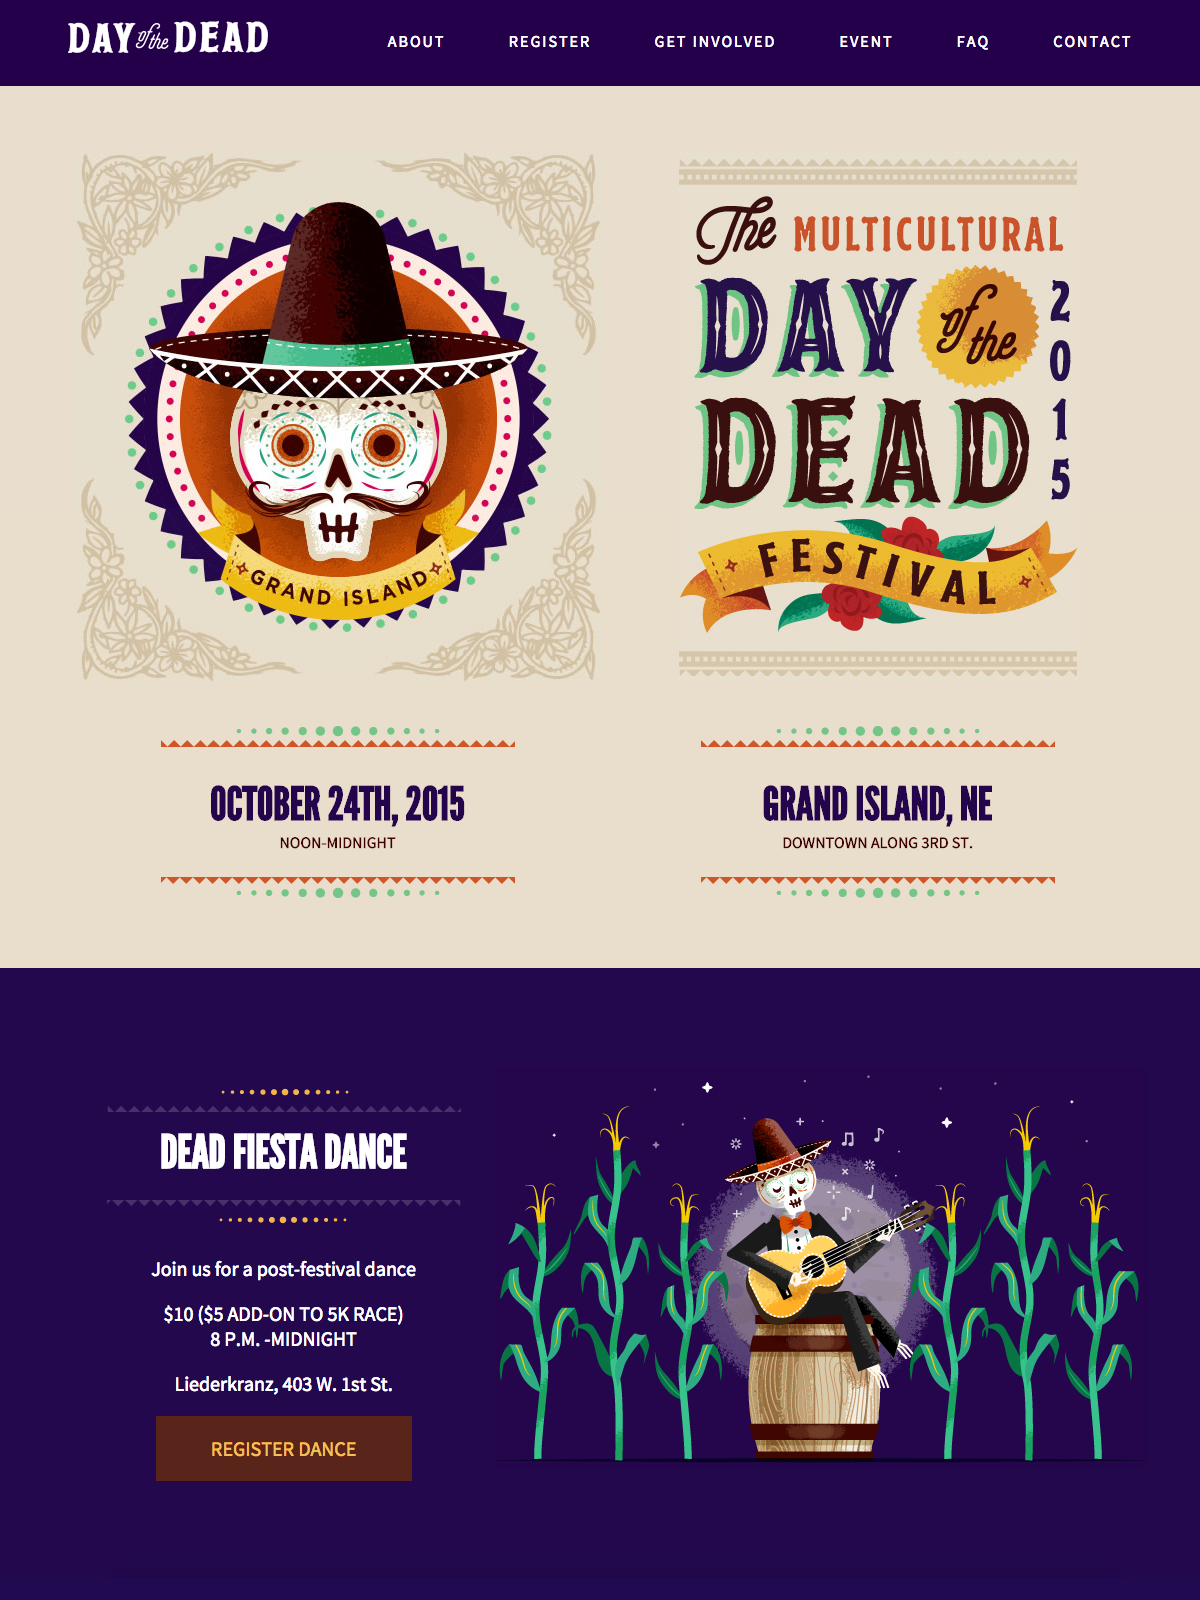 DAY of the DEAD
ABOUT REGISTER GET INVOLVED EVENT FAQ CONTACT
GRAND ISLAND
The MULTICULTURAL
DAY of the
DEAD
2015
FESTIVAL
OCTOBER 24TH, 2015
NOON-MIDNIGHT
GRAND ISLAND, NE
DOWNTOWN ALONG 3RD ST.
DEAD FIESTA DANCE
Join us for a post-festival dance
$10 ($5 ADD-ON TO 5K RACE)
8 P.M. -MIDNIGHT
Liederkranz, 403 W. 1st St.
REGISTER DANCE